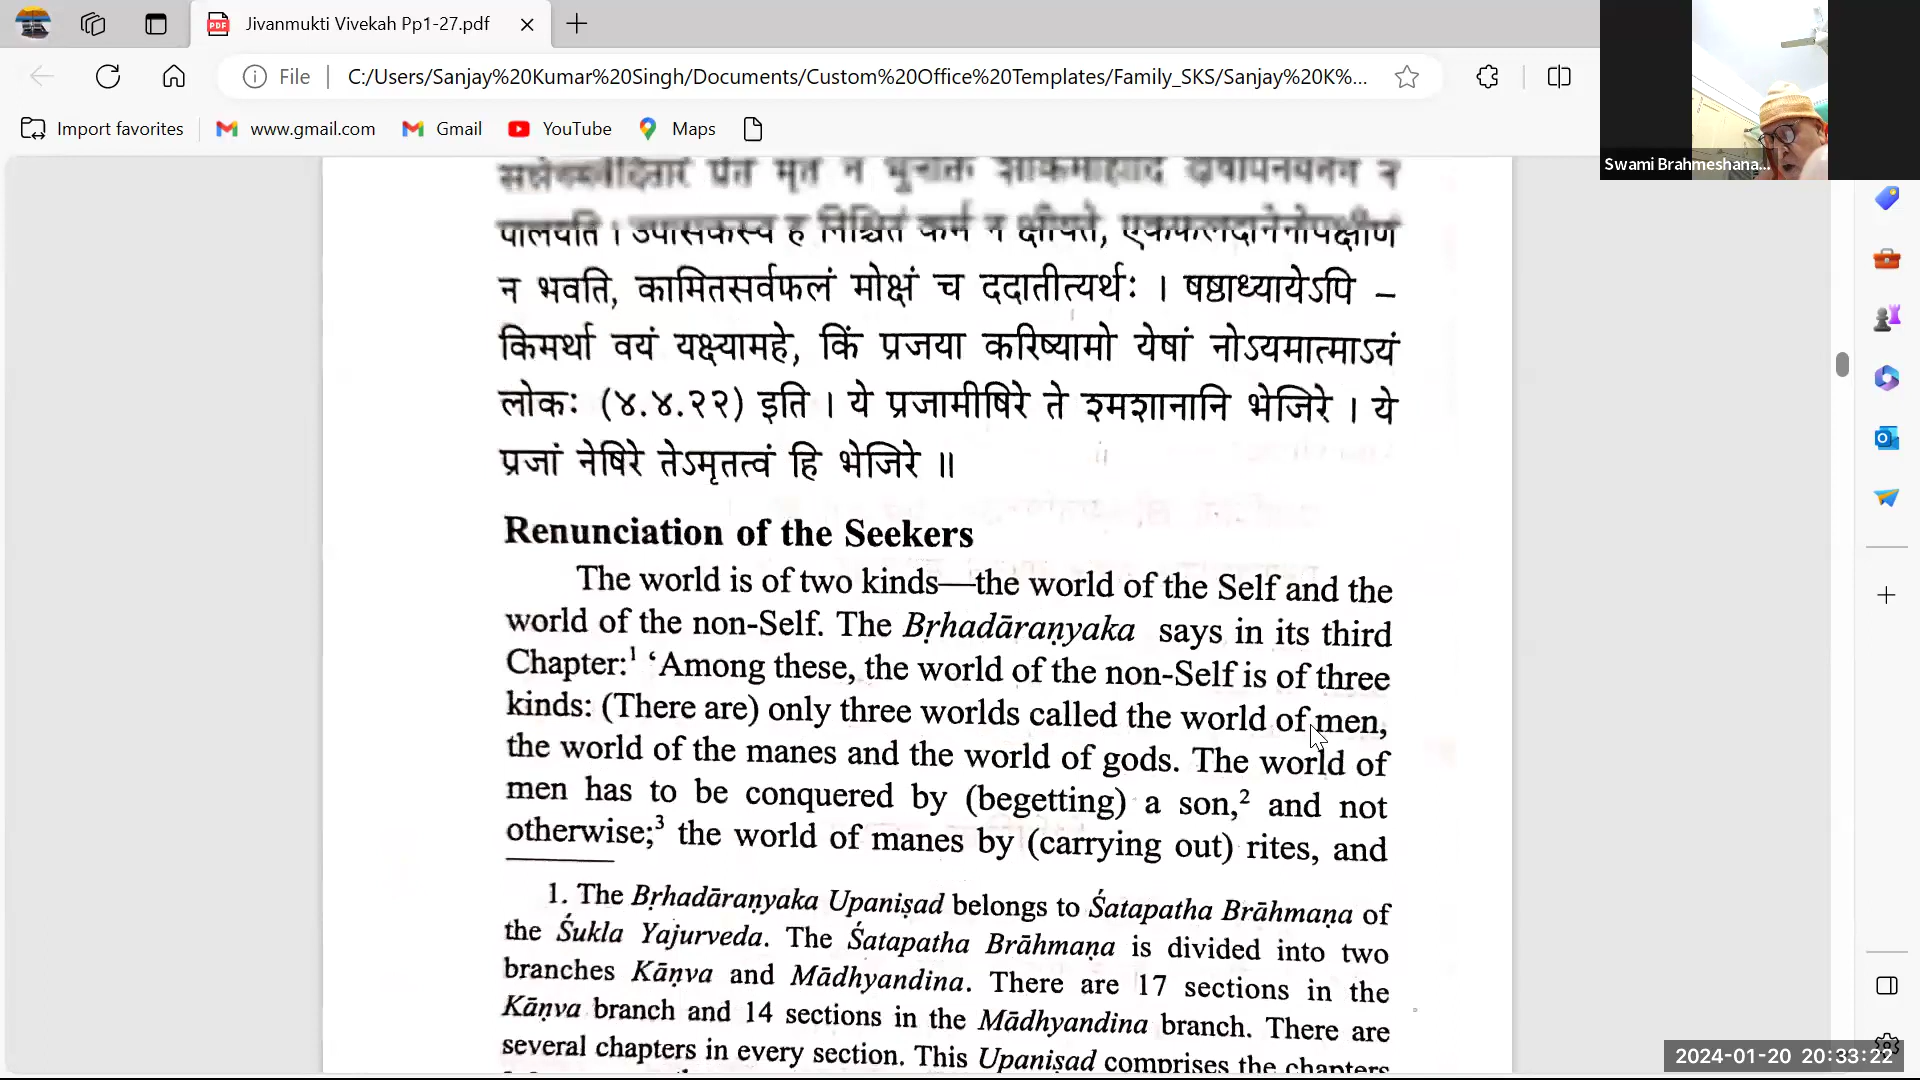 Jivanmukti Vivekah Pp1-27.pdf
File
C:/Users/Sanjay%20Kumar%20Singh/Documents/Custom%20Office%20Templates/Family_SKS/Sanjay%20K%...
Import favorites
www.gmail.com
Gmail
YouTube
Maps
Swami Brahmeshana...
पालयति । उपासकस्य ह निश्चितं कर्म न क्षीयते, एकफलदानेनोपक्षीणं
न भवति, कामितसर्वफलं मोक्षं च ददातीत्यर्थः । षष्ठाध्यायेऽपि –
किमर्था वयं यक्ष्यामहे, किं प्रजया करिष्यामो येषां नोऽयमात्माऽयं
लोकः (४.४.२२) इति । ये प्रजामीषिरे ते श्मशानानि भेजिरे । ये
प्रजां नेषिरे तेऽमृतत्वं हि भेजिरे ॥
Renunciation of the Seekers
The world is of two kinds—the world of the Self and the
world of the non-Self. The Bṛhadāraṇyaka says in its third
Chapter:¹ ‘Among these, the world of the non-Self is of three
kinds: (There are) only three worlds called the world of men,
the world of the manes and the world of gods. The world of
men has to be conquered by (begetting) a son,² and not
otherwise;³ the world of manes by (carrying out) rites, and
1. The Bṛhadāraṇyaka Upaniṣad belongs to Śatapatha Brāhmaṇa of
the Śukla Yajurveda. The Śatapatha Brāhmaṇa is divided into two
branches Kāṇva and Mādhyandina. There are 17 sections in the
Kāṇva branch and 14 sections in the Mādhyandina branch. There are
several chapters in every section. This Upaniṣad comprises the chapters
2024-01-20 20:33:22